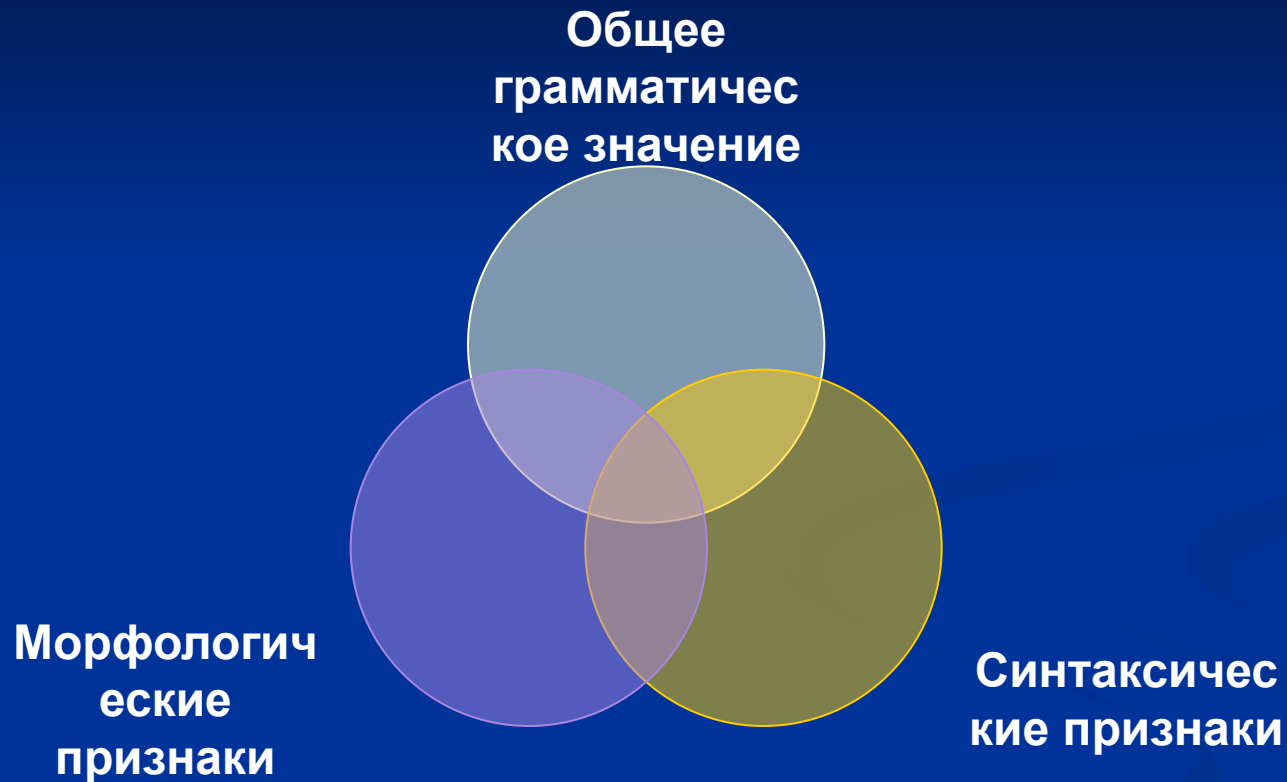 Общее
грамматичес
кое значение
Морфологич
еские
признаки
Синтаксичес
кие признаки